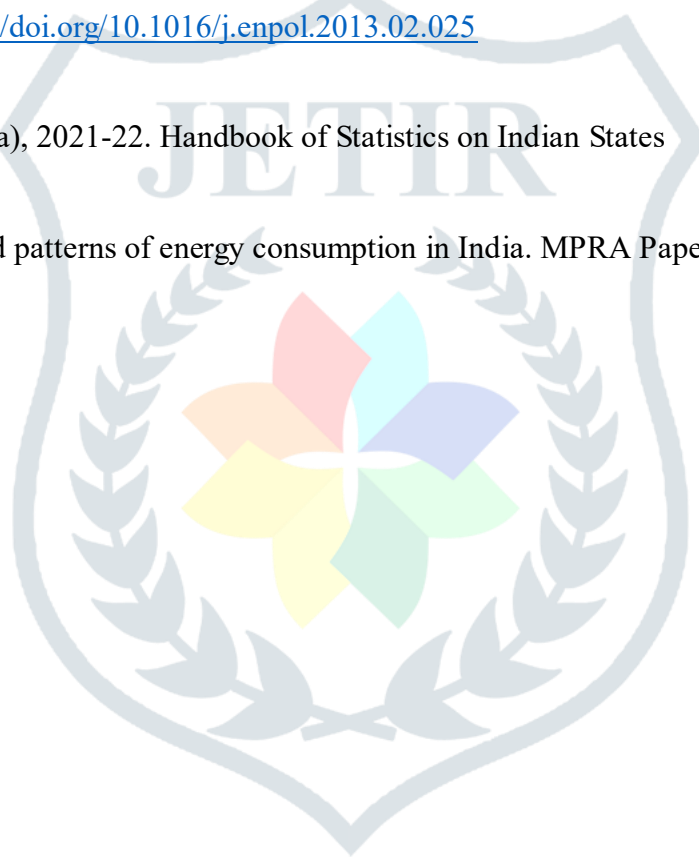 /doi.org/10.1016/j.enpol.2013.02.025
JETIR
a), 2021-22. Handbook of Statistics on Indian States
d patterns of energy consumption in India. MPRA Pape